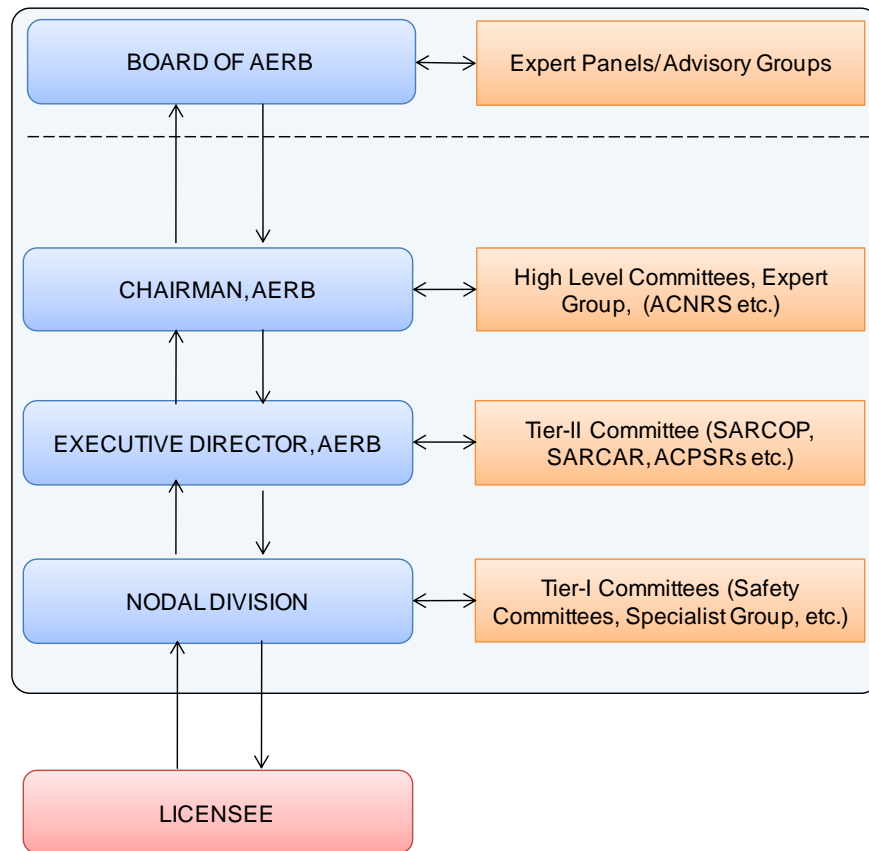 BOARD OF AERB
Expert Panels/ Advisory Groups
CHAIRMAN, AERB
High Level Committees, Expert
Group, (ACNRS etc.)
EXECUTIVE DIRECTOR, AERB
Tier-II Committee (SARCOP,
SARCAR, ACPSRs etc.)
NODAL DIVISION
Tier-I Committees (Safety
Committees, Specialist Group, etc.)
LICENSEE